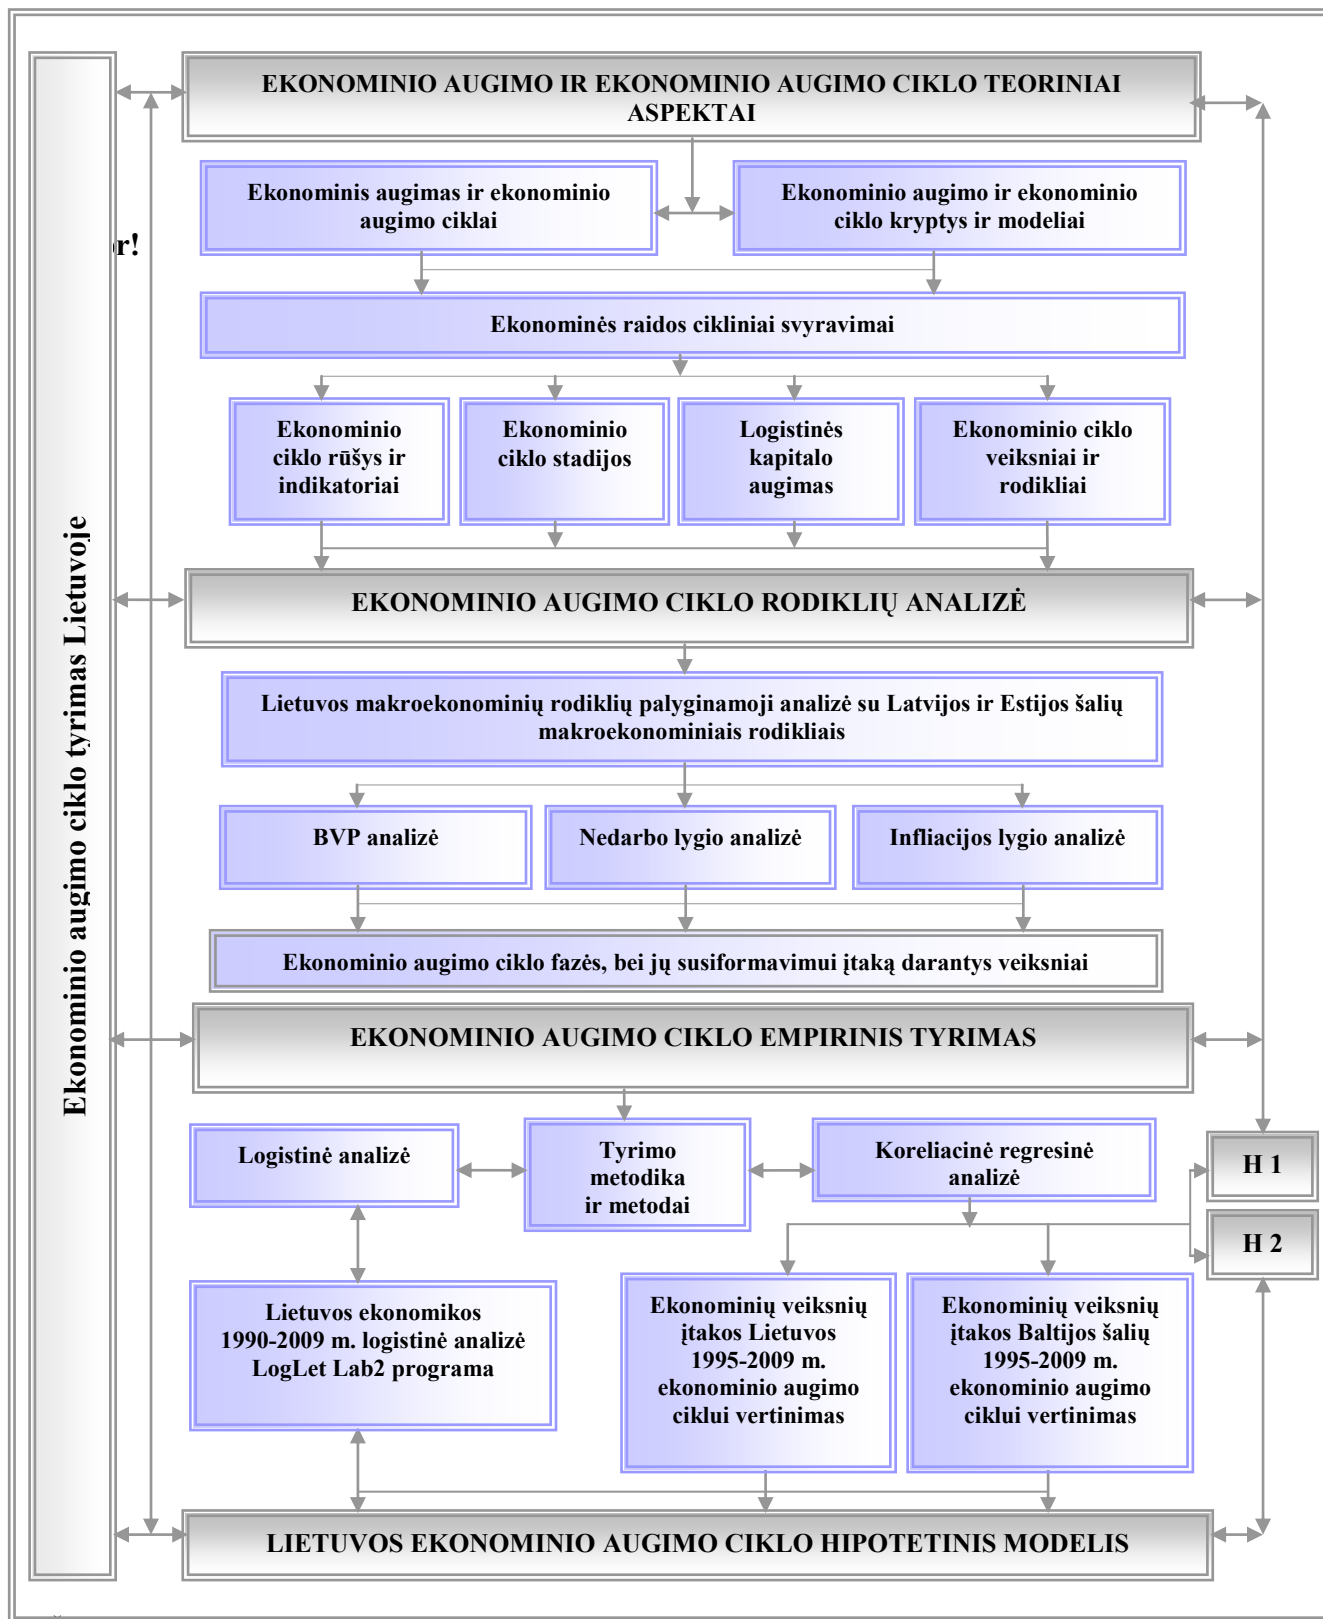 EKONOMINIO AUGIMO IR EKONOMINIO AUGIMO CIKLO TEORINIAI
ASPEKTAI
Ekonominis augimas ir ekonominio
augimo ciklai
Ekonominio augimo ir ekonominio
ciklo kryptys ir modeliai
r!
Ekonominės raidos cikliniai svyravimai
Ekonominio
ciklo rūšys ir
indikatoriai
Ekonominio
ciklo stadijos
Logistinės
kapitalo
augimas
Ekonominio ciklo
veiksniai ir
rodikliai
Ekonominio augimo ciklo tyrimas Lietuvoje
EKONOMINIO AUGIMO CIKLO RODIKLIŲ ANALIZĖ
Lietuvos makroekonominių rodiklių palyginamoji analizė su Latvijos ir Estijos šalių
makroekonominiais rodikliais
BVP analizė
Nedarbo lygio analizė
Infliacijos lygio analizė
Ekonominio augimo ciklo fazės, bei jų susiformavimui įtaką darantys veiksniai
EKONOMINIO AUGIMO CIKLO EMPIRINIS TYRIMAS
Logistinė analizė
Tyrimo
metodika
ir metodai
Koreliacinė regresinė
analizė
H 1
H 2
Lietuvos ekonomikos
1990-2009 m. logistinė analizė
LogLet Lab2 programa
Ekonominių veiksnių
įtakos Lietuvos
1995-2009 m.
ekonominio augimo
ciklui vertinimas
Ekonominių veiksnių
įtakos Baltijos šalių
1995-2009 m.
ekonominio augimo
ciklui vertinimas
LIETUVOS EKONOMINIO AUGIMO CIKLO HIPOTETINIS MODELIS